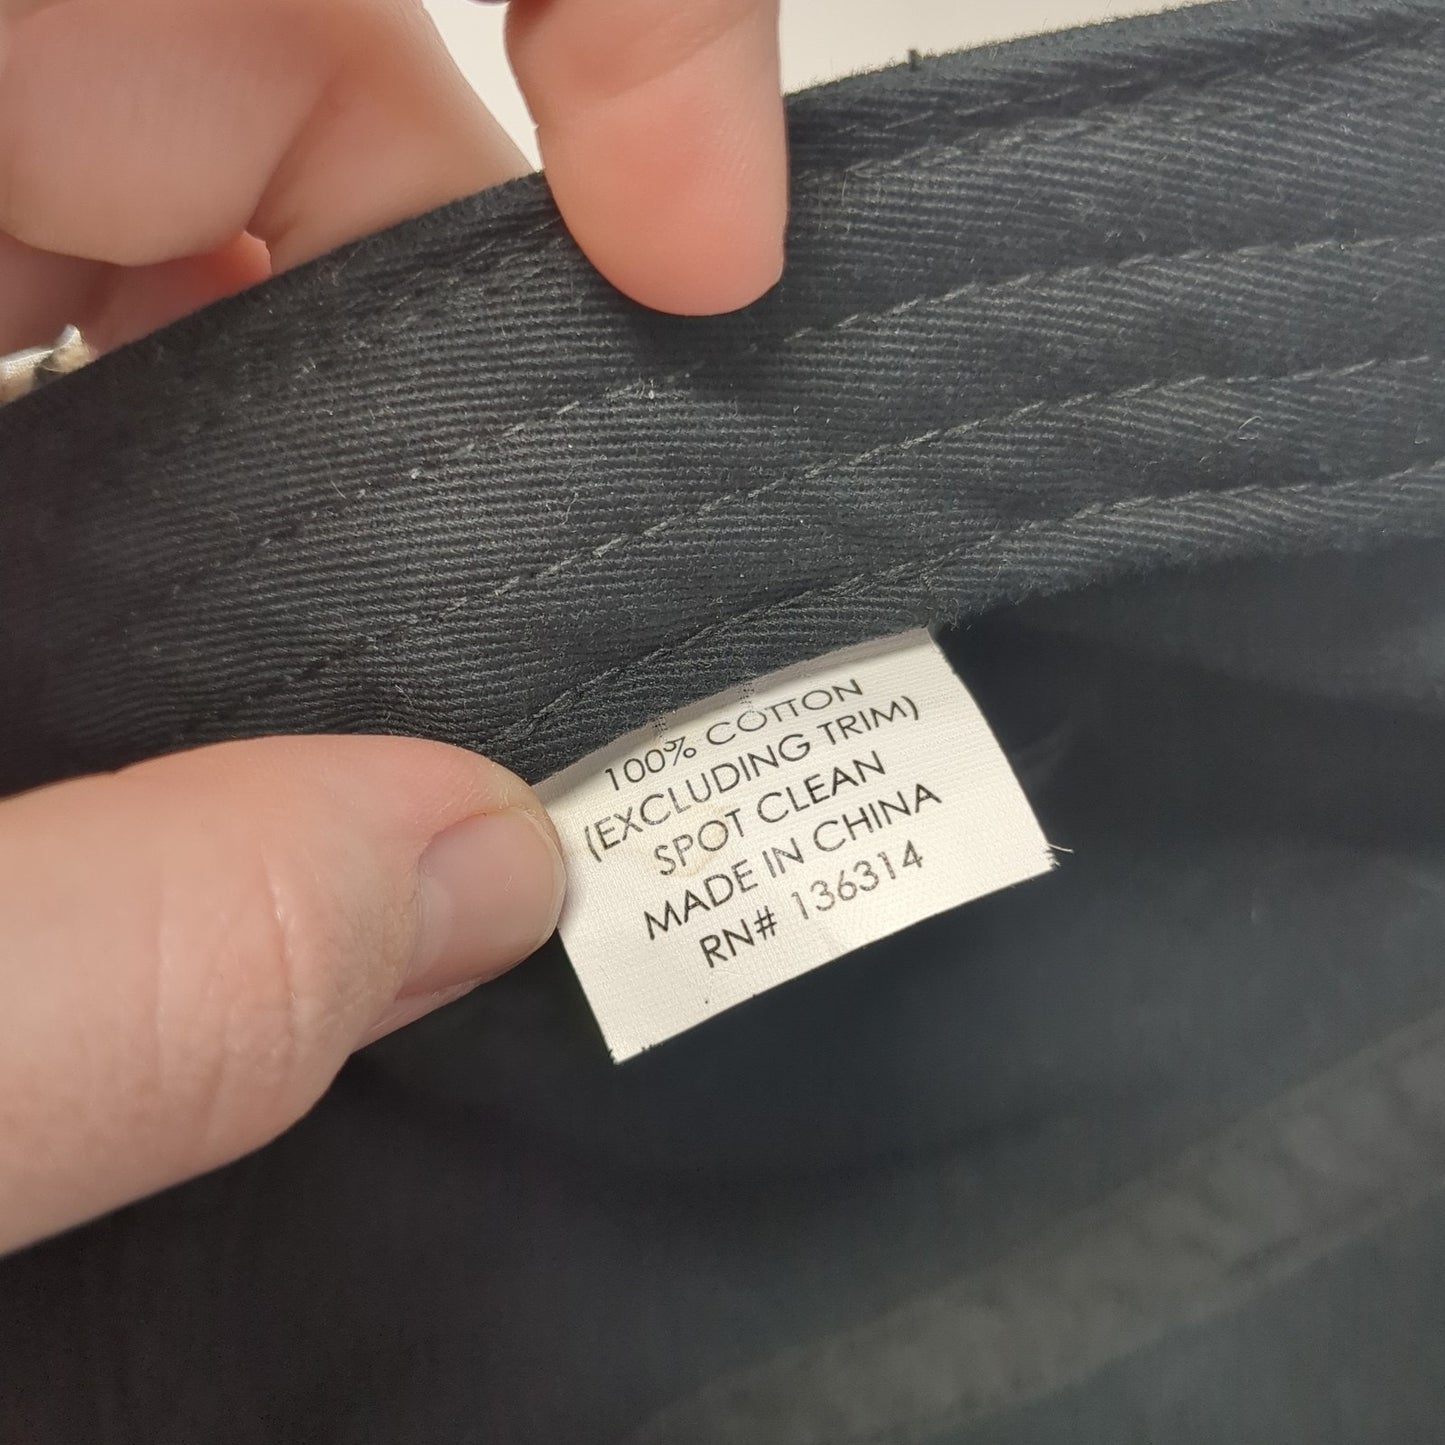 100% COTTON
(EXCLUDING TRIM)
SPOT CLEAN
MADE IN CHINA
RN# 136314